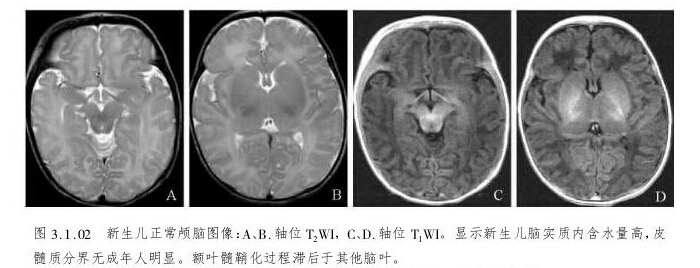 A
B
C
D
图 3.1.02 新生儿正常颅脑图像:A、B.轴位 T₂WI, C、D.轴位 T₁WI。显示新生儿脑实质内含水量高,皮
髓质分界无成年人明显。额叶髓鞘化过程滞后于其他脑叶。